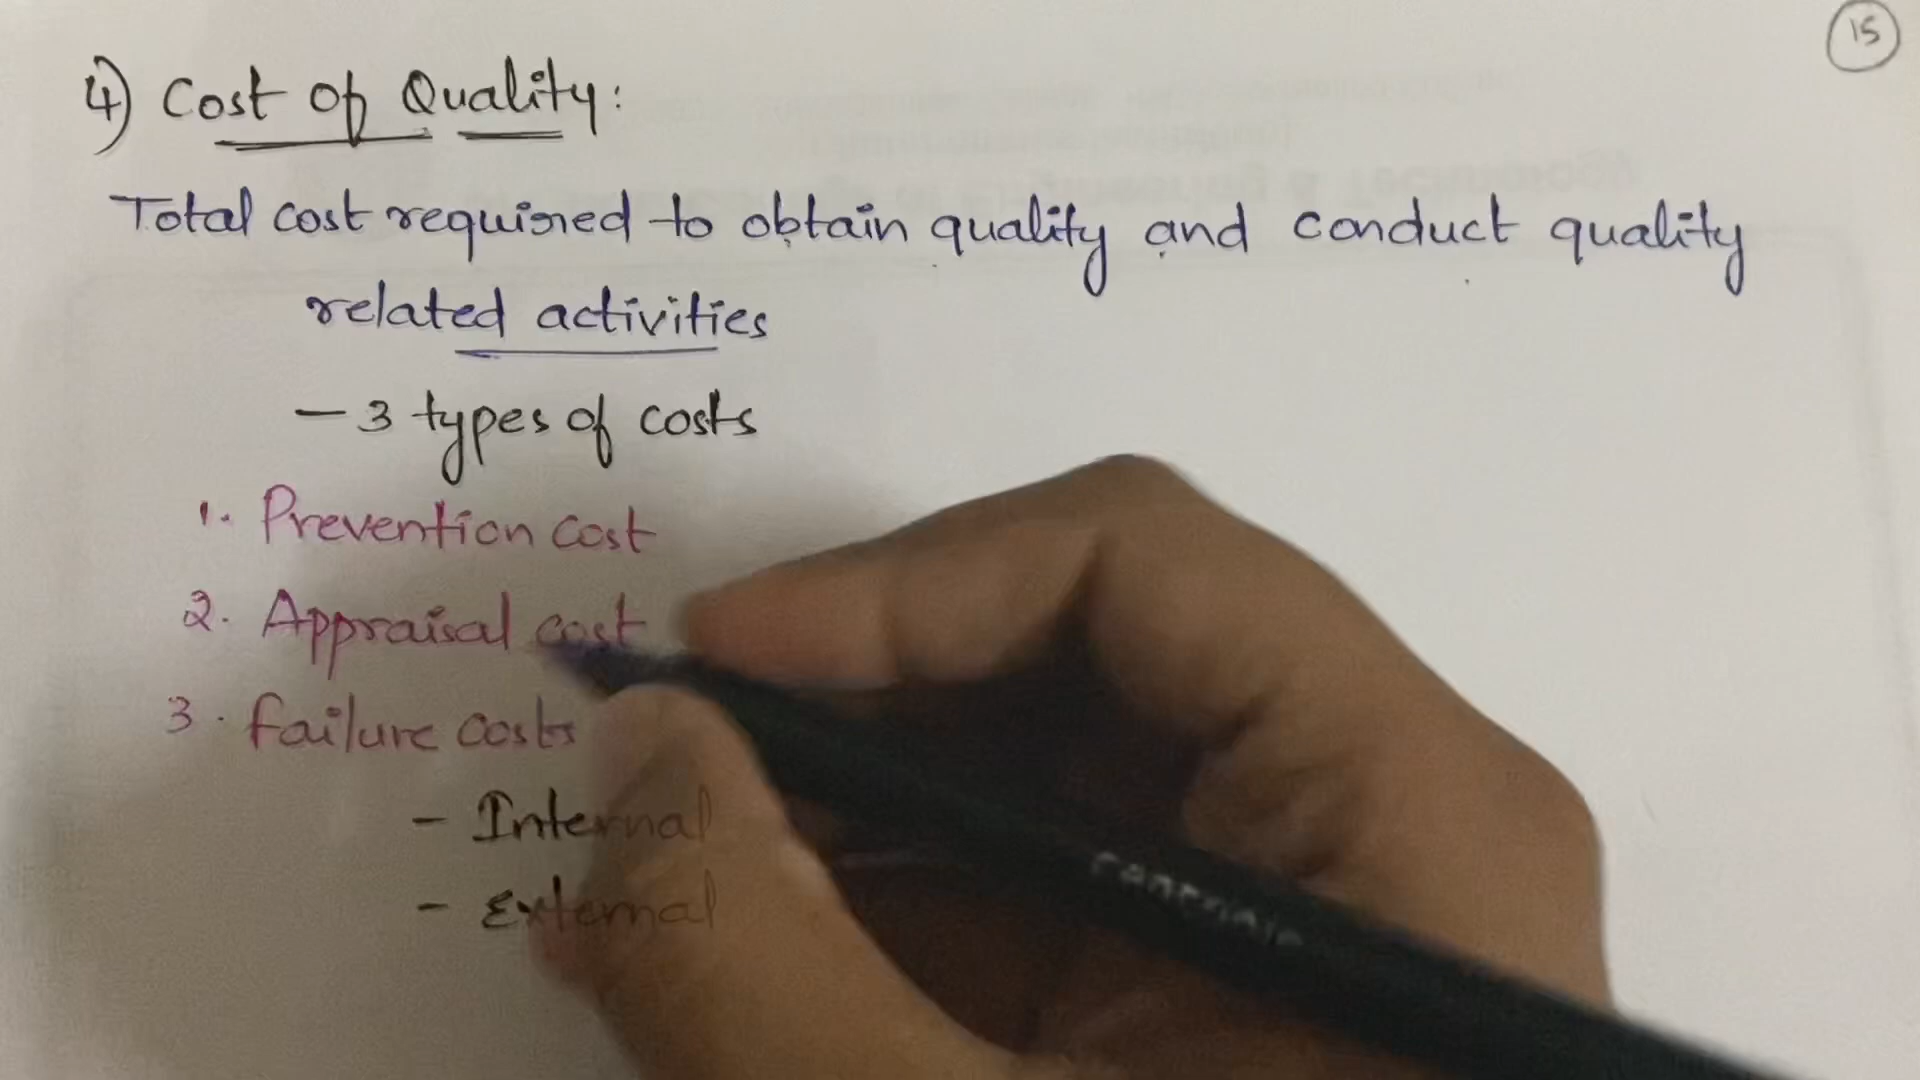 15
4) Cost of Quality:
Total cost required to obtain quality and conduct quality
related activities
- 3 types of costs
1. Prevention cost
2. Appraisal cost
3. Failure costs
- Internal
- External